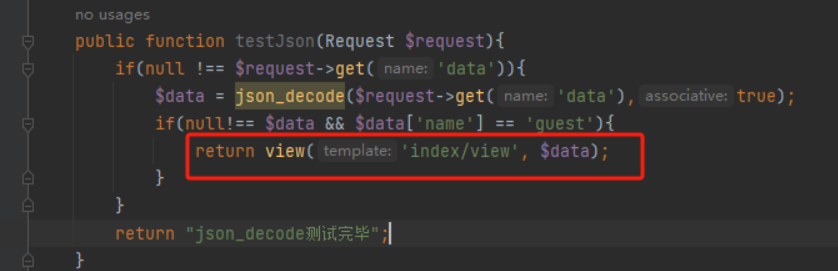 no usages
public function testJson(Request $request){
if(null !== $request->get( name: 'data')){
$data = json_decode($request->get( name: 'data'), associative: true);
if(null!== $data && $data['name'] == 'guest'){
return view( template: 'index/view', $data);
}
}
return "json_decode测试完毕";
}